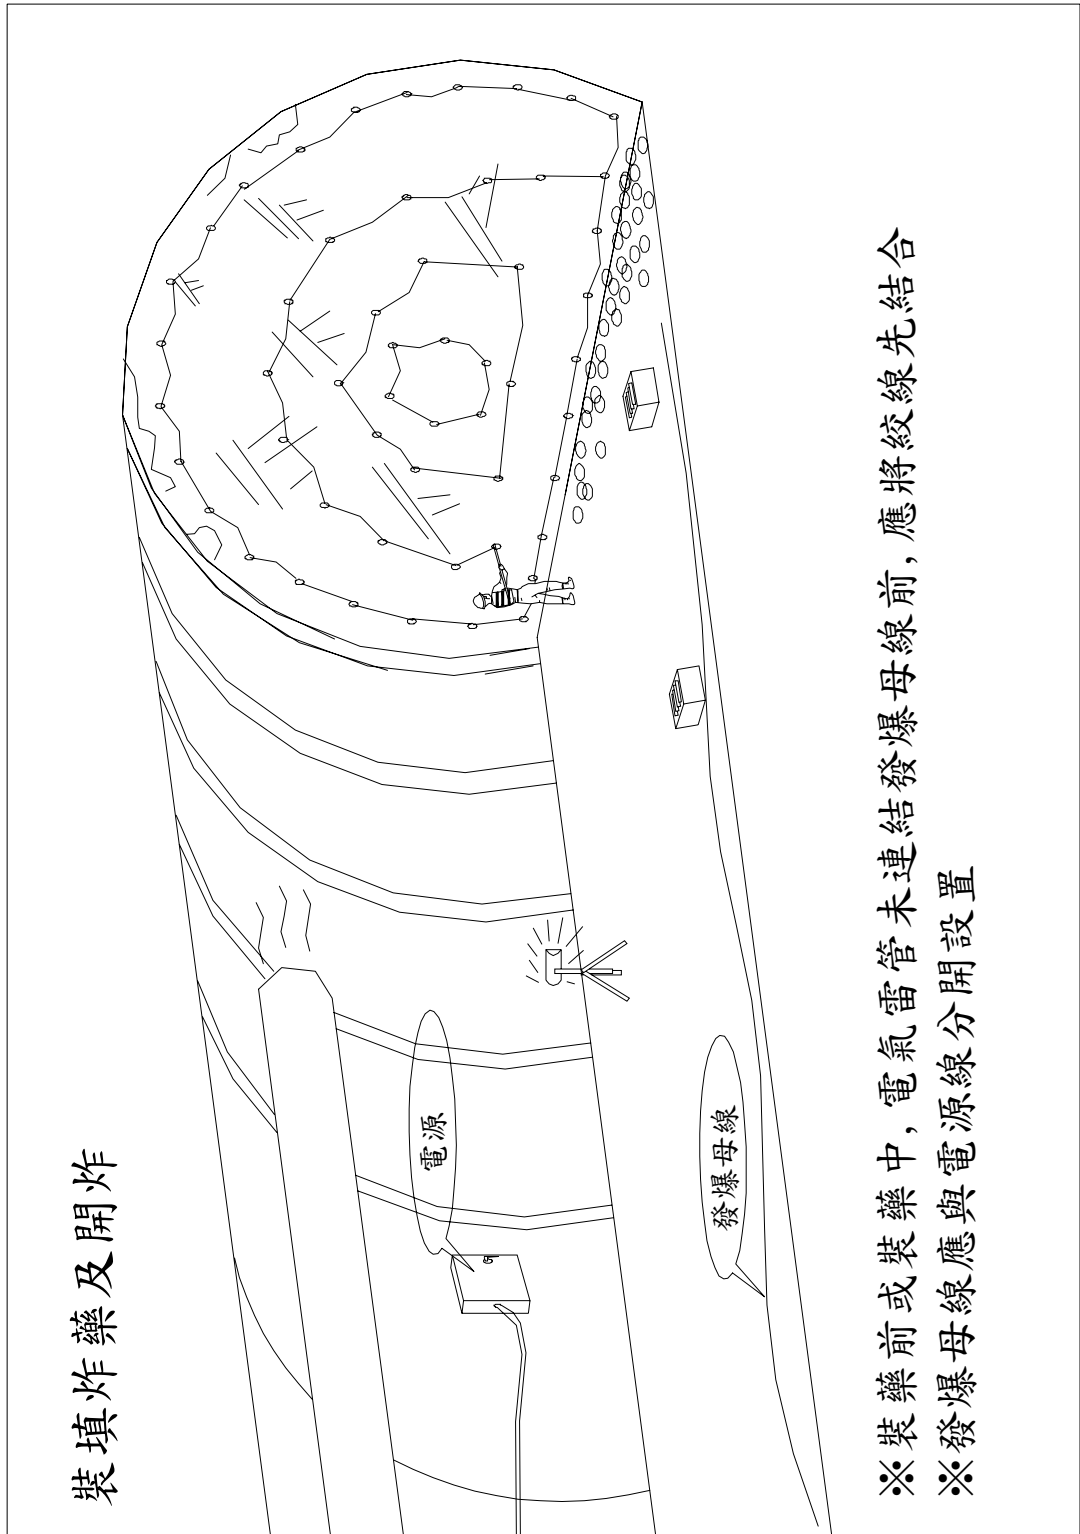 裝填炸藥及開炸
電源
發爆母線
※裝藥前或裝藥中，電氣雷管未連結發爆母線前，應將絞線先結合
※發爆母線應與電源線分開設置